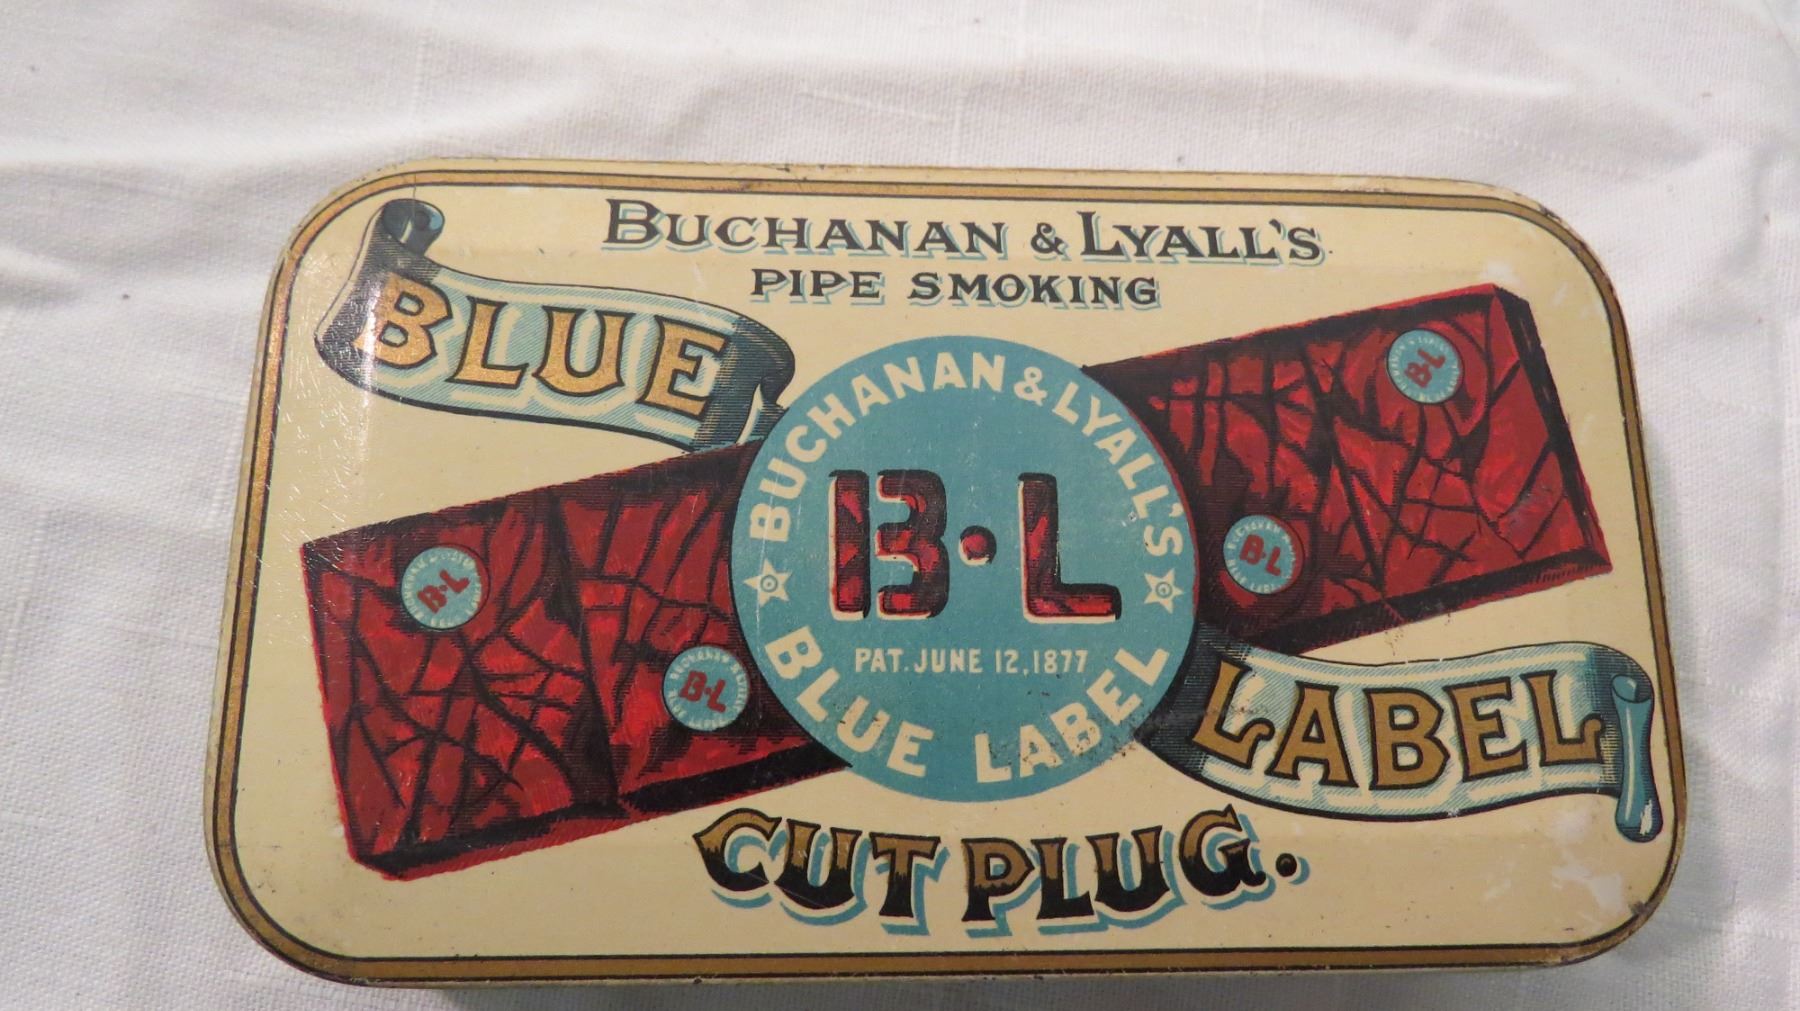 BUCHANAN & LYALL'S
PIPE SMOKING
BLUE
BUCHANAN & LYALL'S
B·L
PAT. JUNE 12, 1877
BLUE LABEL
B·L
B·L
B·L
B·L
LABEL
CUT PLUG.